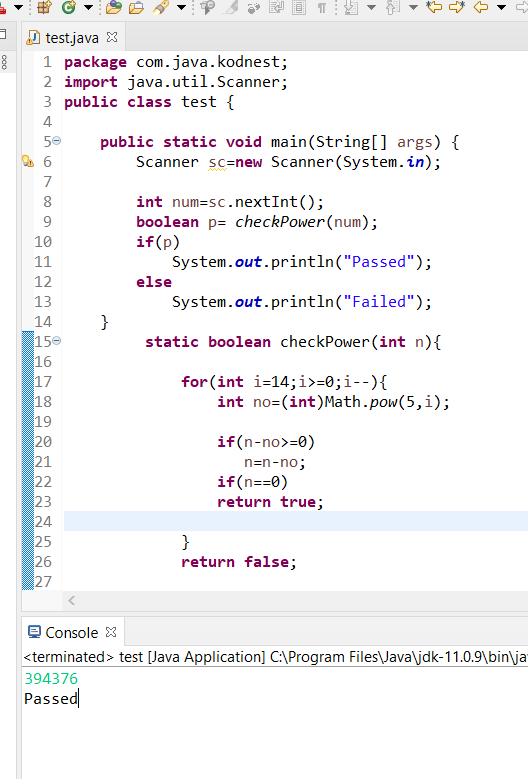 test.java
1 package com.java.kodnest;
2 import java.util.Scanner;
3 public class test {
4
5 public static void main(String[] args) {
6 Scanner sc=new Scanner(System.in);
7
8 int num=sc.nextInt();
9 boolean p= checkPower(num);
10 if(p)
11 System.out.println("Passed");
12 else
13 System.out.println("Failed");
14 }
15 static boolean checkPower(int n){
16
17 for(int i=14;i>=0;i--){
18 int no=(int)Math.pow(5,i);
19
20 if(n-no>=0)
21 n=n-no;
22 if(n==0)
23 return true;
24
25 }
26 return false;
27
Console
<terminated> test [Java Application] C:\Program Files\Java\jdk-11.0.9\bin\jav
394376
Passed